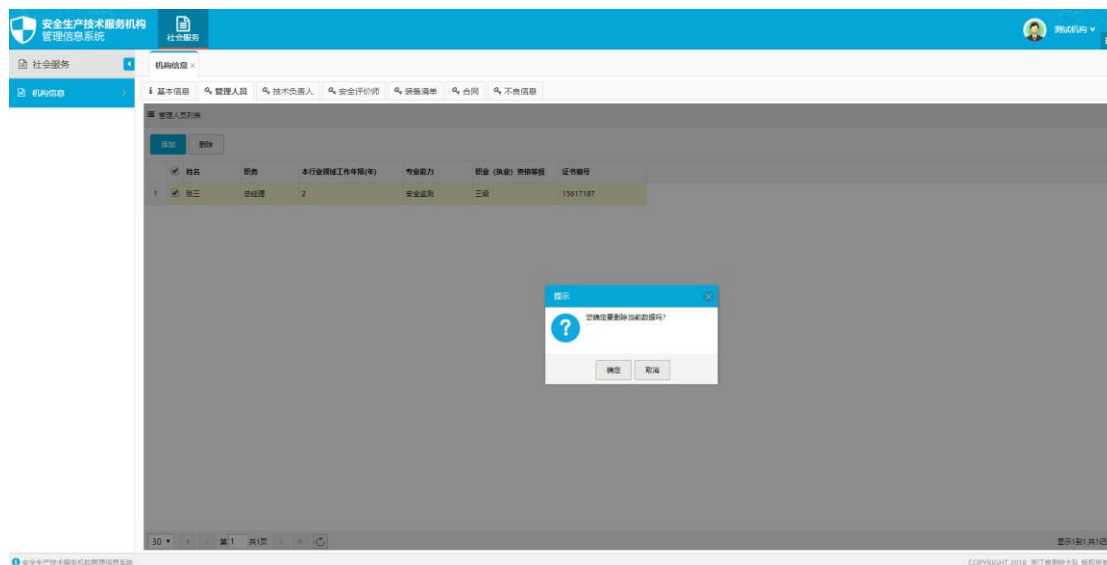 安全生产技术服务机构
管理信息系统
社会服务
测试机构
社会服务
机构信息 ×
机构信息
基本信息 管理人员 技术负责人 安全评价师 装备清单 合同 不良信息
管理人员列表
添加 删除
姓名 职务 本行业领域工作年限(年) 专业能力 职业（执业）资格等级 证书编号
1 张三 总经理 2 安全监测 三级 15617187
提示
您确定要删除当前数据吗?
确定 取消
30 第 1 共1页
显示1到1,共1记
安全生产技术服务机构管理信息系统
COPYRIGHT 2018 版权所有